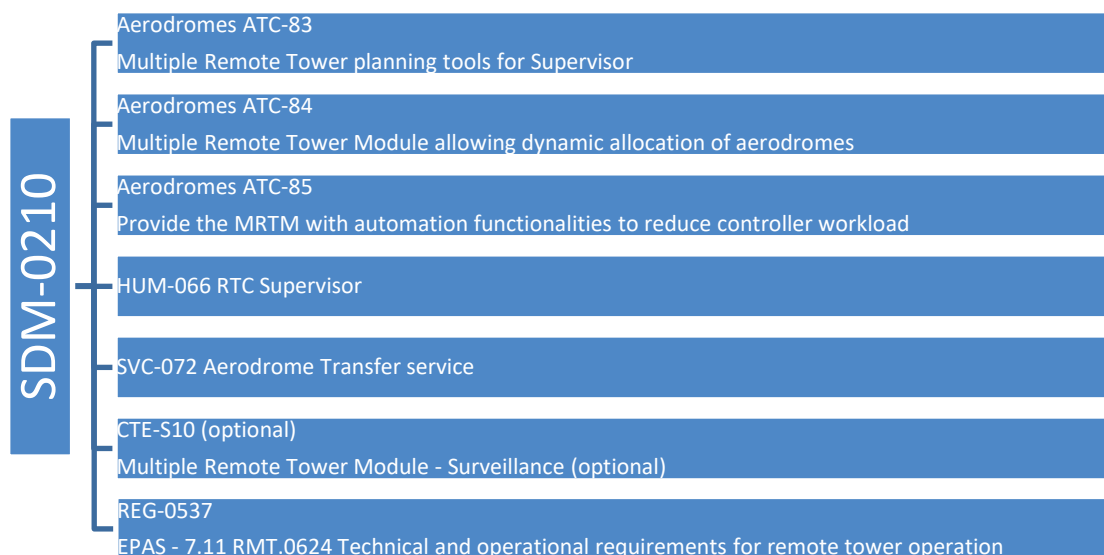 SDM-0210
Aerodromes ATC-83
Multiple Remote Tower planning tools for Supervisor
Aerodromes ATC-84
Multiple Remote Tower Module allowing dynamic allocation of aerodromes
Aerodromes ATC-85
Provide the MRTM with automation functionalities to reduce controller workload
HUM-066 RTC Supervisor
SVC-072 Aerodrome Transfer service
CTE-S10 (optional)
Multiple Remote Tower Module - Surveillance (optional)
REG-0537
EPAS - 7.11 RMT.0624 Technical and operational requirements for remote tower operation